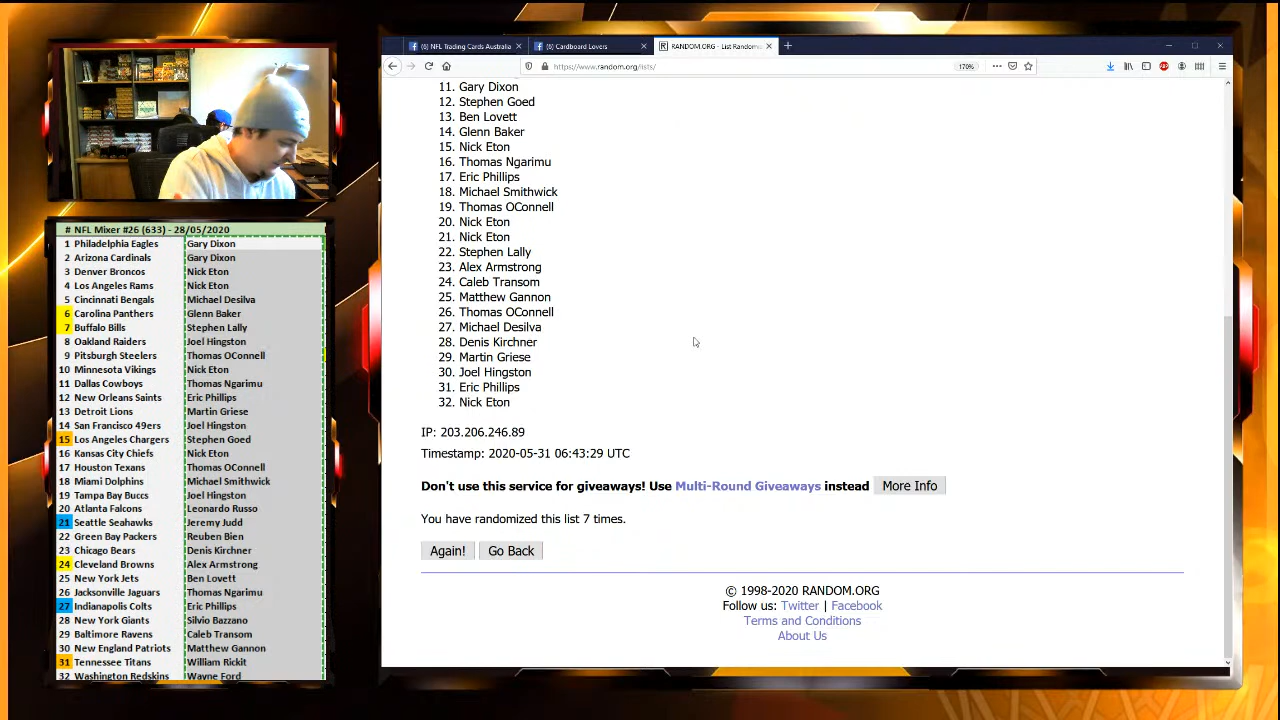 (6) NFL Trading Cards Australia
(6) Cardboard Lovers
RANDOM.ORG - List Randomi
https://www.random.org/lists/
170%
11. Gary Dixon
12. Stephen Goed
13. Ben Lovett
14. Glenn Baker
15. Nick Eton
16. Thomas Ngarimu
17. Eric Phillips
18. Michael Smithwick
19. Thomas OConnell
20. Nick Eton
21. Nick Eton
22. Stephen Lally
23. Alex Armstrong
24. Caleb Transom
25. Matthew Gannon
26. Thomas OConnell
27. Michael Desilva
28. Denis Kirchner
29. Martin Griese
30. Joel Hingston
31. Eric Phillips
32. Nick Eton
IP: 203.206.246.89
Timestamp: 2020-05-31 06:43:29 UTC
Don't use this service for giveaways! Use Multi-Round Giveaways instead More Info
You have randomized this list 7 times.
Again! Go Back
© 1998-2020 RANDOM.ORG
Follow us: Twitter | Facebook
Terms and Conditions
About Us
# NFL Mixer #26 (633) - 28/05/2020
1 Philadelphia Eagles Gary Dixon
2 Arizona Cardinals Gary Dixon
3 Denver Broncos Nick Eton
4 Los Angeles Rams Nick Eton
5 Cincinnati Bengals Michael Desilva
6 Carolina Panthers Glenn Baker
7 Buffalo Bills Stephen Lally
8 Oakland Raiders Joel Hingston
9 Pitsburgh Steelers Thomas OConnell
10 Minnesota Vikings Nick Eton
11 Dallas Cowboys Thomas Ngarimu
12 New Orleans Saints Eric Phillips
13 Detroit Lions Martin Griese
14 San Francisco 49ers Joel Hingston
15 Los Angeles Chargers Stephen Goed
16 Kansas City Chiefs Nick Eton
17 Houston Texans Thomas OConnell
18 Miami Dolphins Michael Smithwick
19 Tampa Bay Buccs Joel Hingston
20 Atlanta Falcons Leonardo Russo
21 Seattle Seahawks Jeremy Judd
22 Green Bay Packers Reuben Bien
23 Chicago Bears Denis Kirchner
24 Cleveland Browns Alex Armstrong
25 New York Jets Ben Lovett
26 Jacksonville Jaguars Thomas Ngarimu
27 Indianapolis Colts Eric Phillips
28 New York Giants Silvio Bazzano
29 Baltimore Ravens Caleb Transom
30 New England Patriots Matthew Gannon
31 Tennessee Titans William Rickit
32 Washington Redskins Wayne Ford